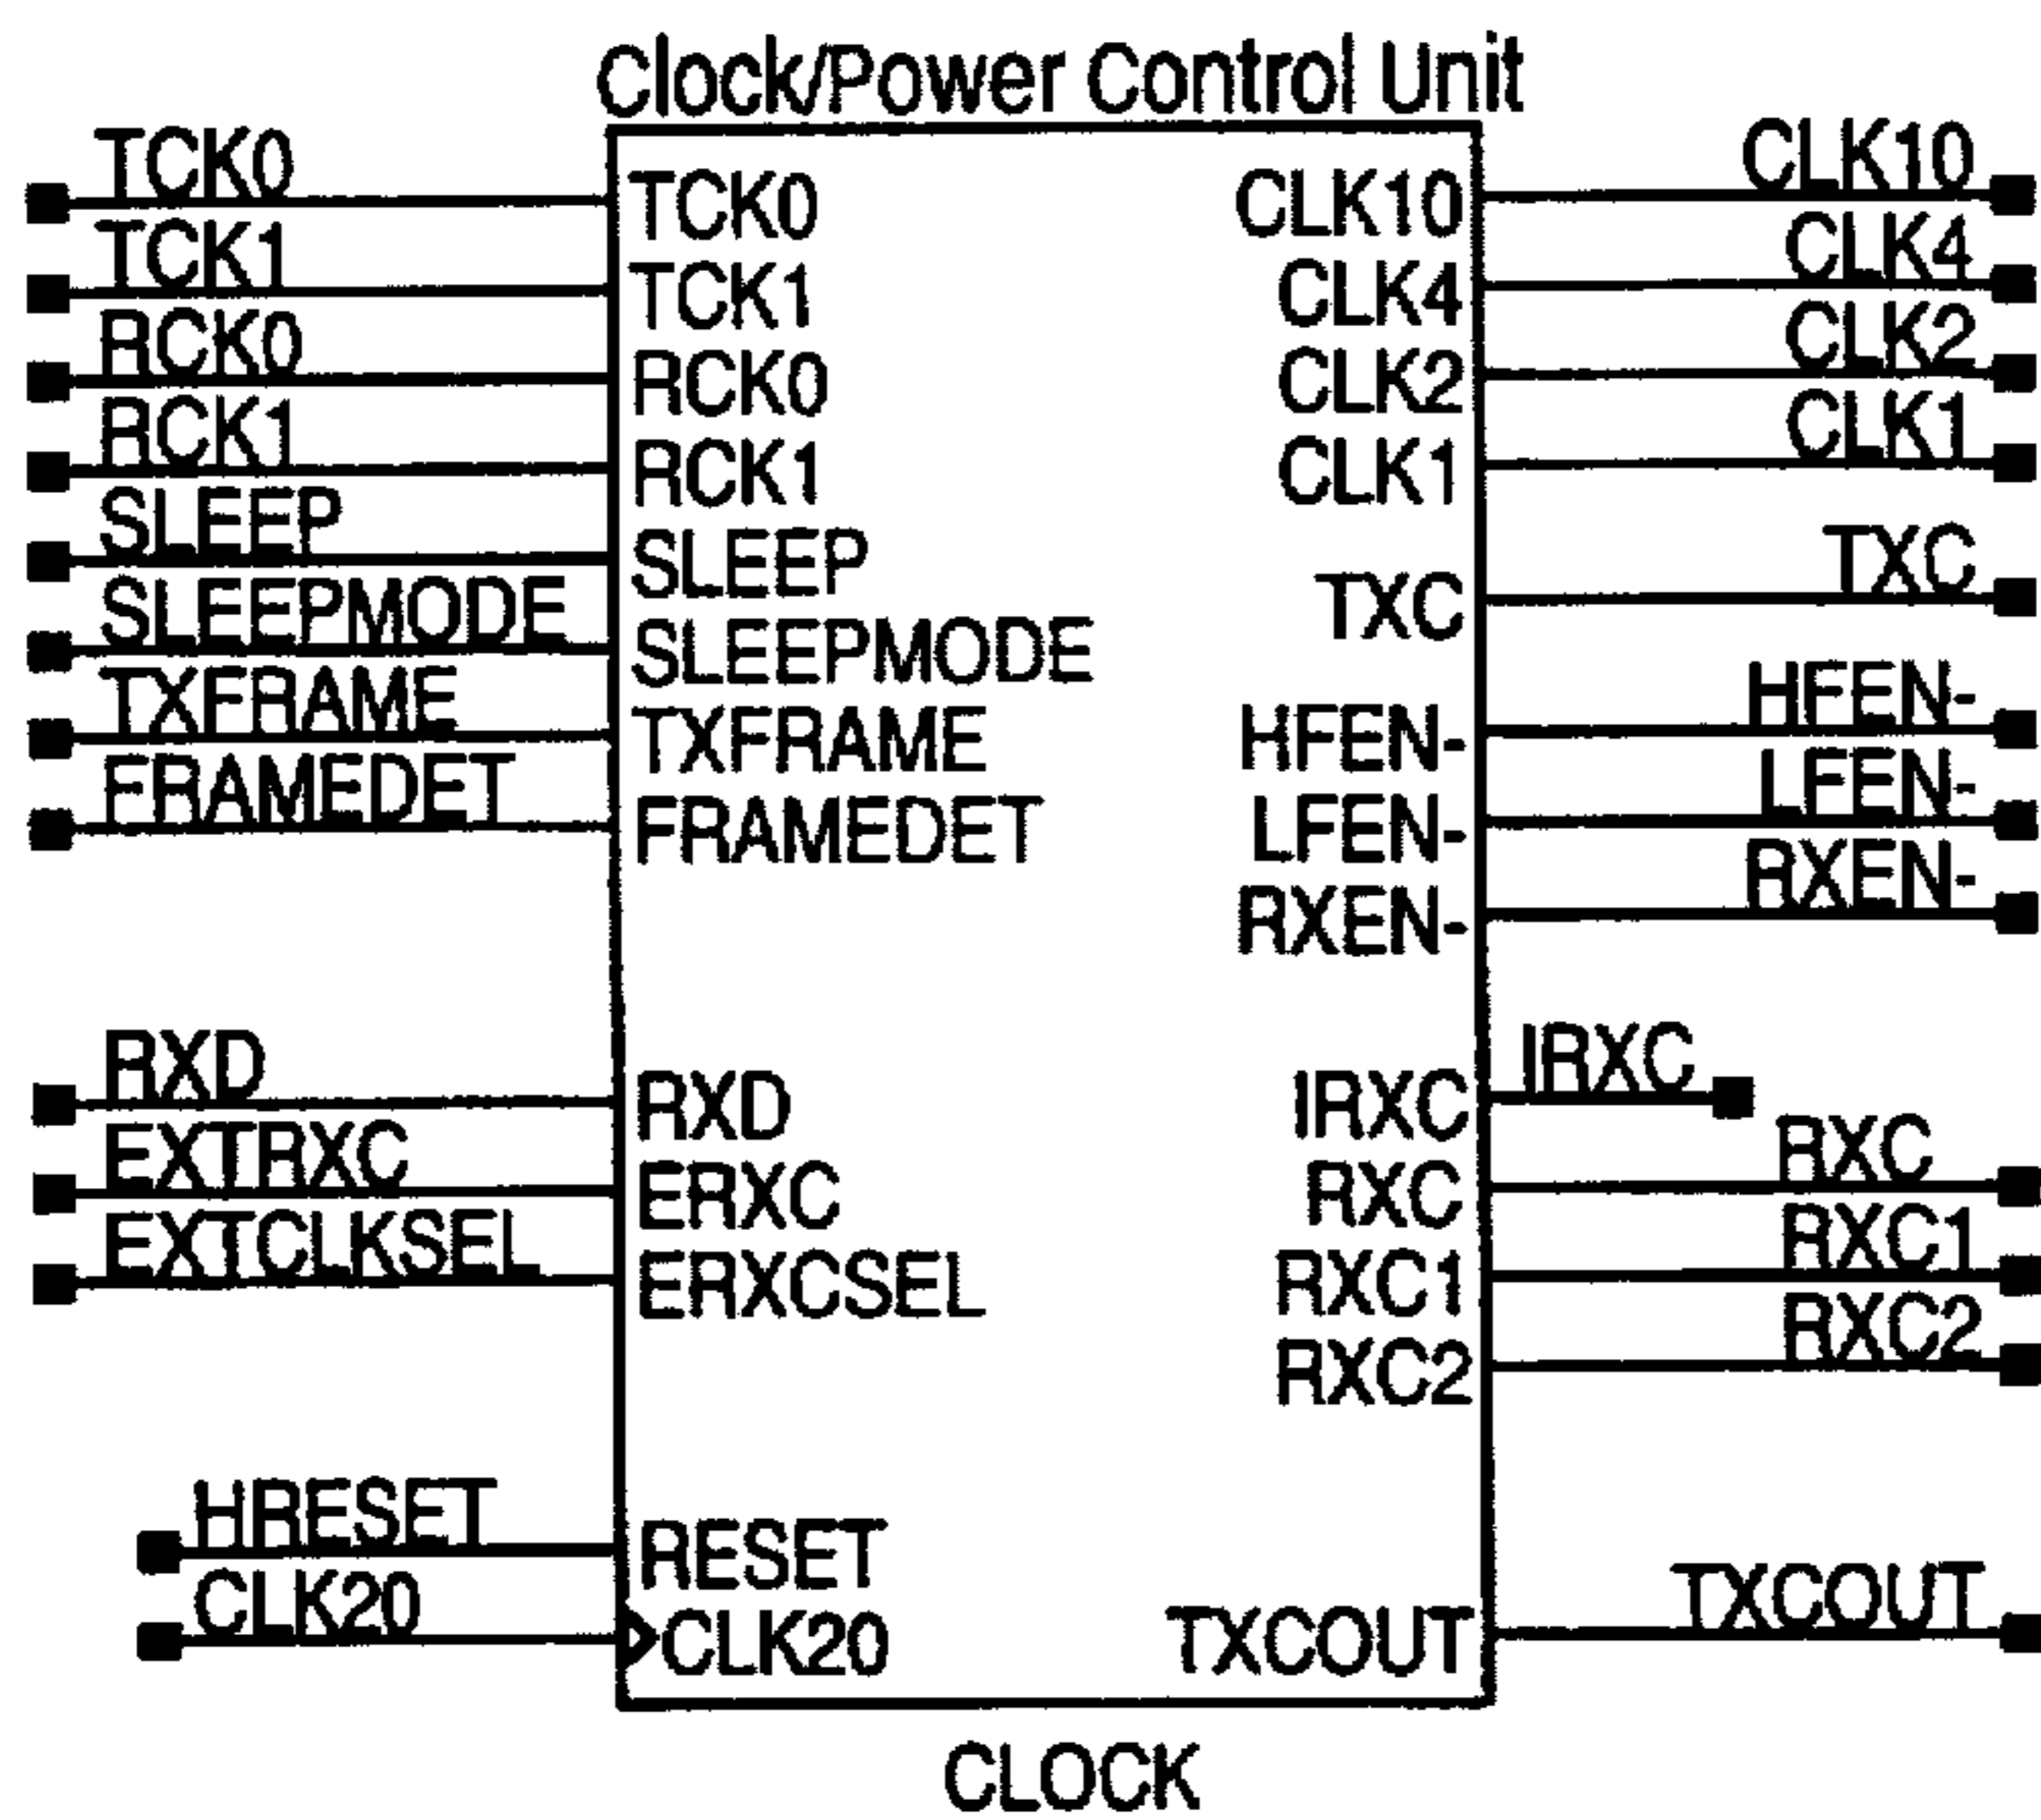 Clock/Power Control Unit
TCK0 TCK0 CLK10 CLK10
TCK1 TCK1 CLK4 CLK4
RCK0 RCK0 CLK2 CLK2
RCK1 RCK1 CLK1 CLK1
SLEEP SLEEP TXC TXC
SLEEPMODE SLEEPMODE
TXFRAME TXFRAME HFEN- HFEN-
FRAMEDET FRAMEDET LFEN- LFEN-
RXEN- RXEN-
RXD RXD IRXC IRXC
EXTRXC ERXC RXC RXC
EXTCLKSEL ERXCSEL RXC1 RXC1
RXC2 RXC2
HRESET RESET
CLK20 CLK20 TXCOUT TXCOUT
CLOCK